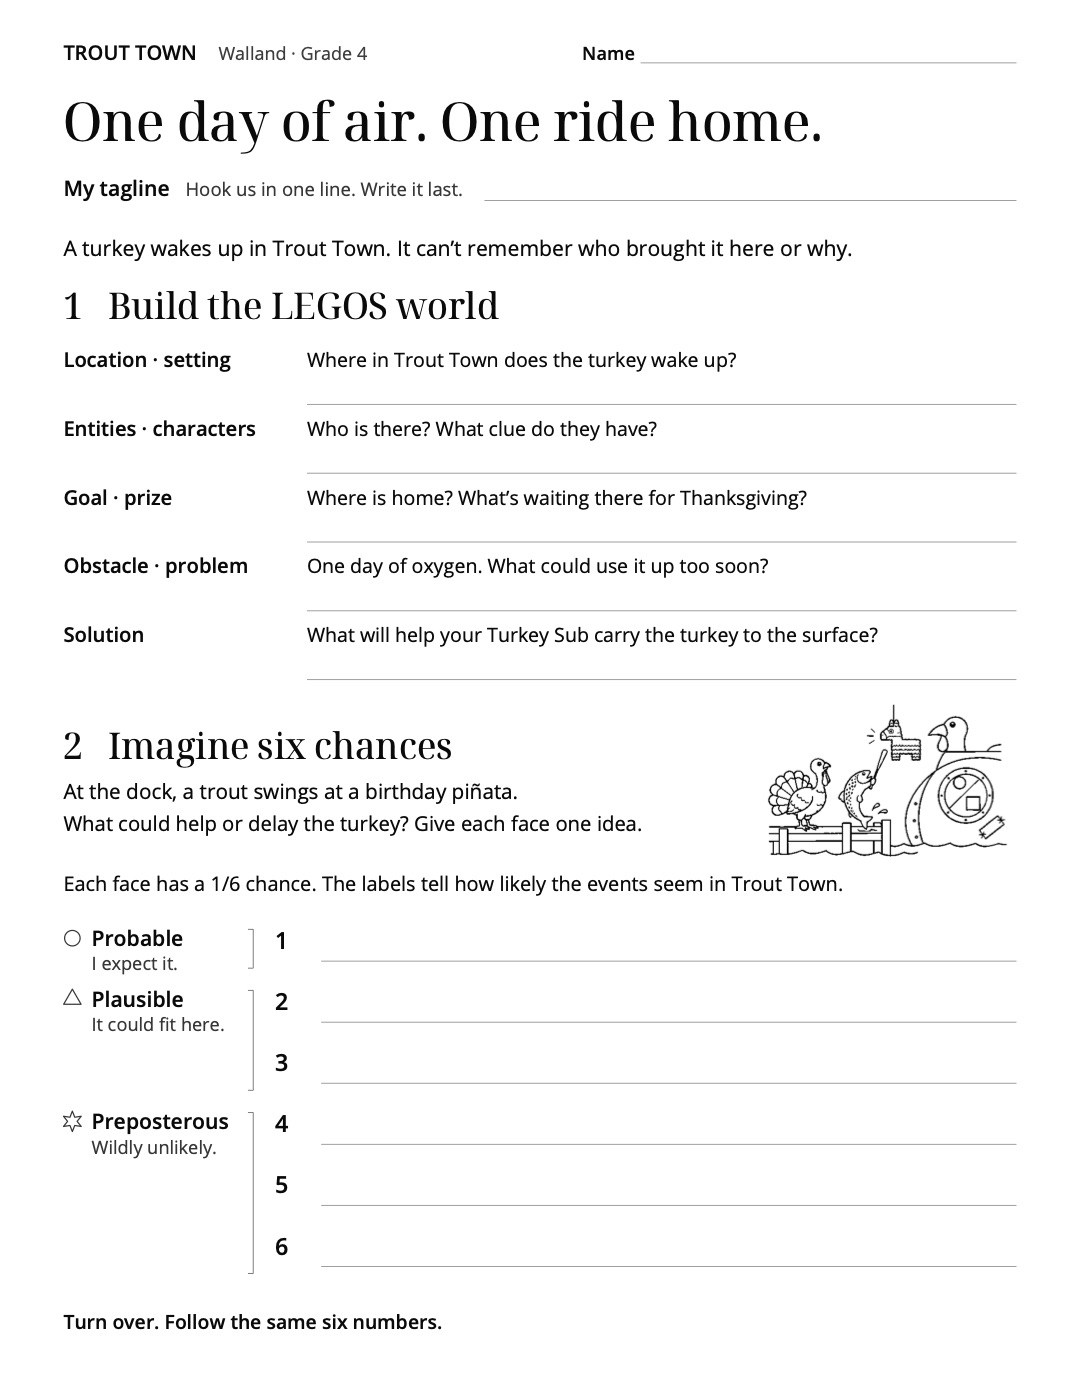 TROUT TOWN Walland · Grade 4 Name
One day of air. One ride home.
My tagline Hook us in one line. Write it last.
A turkey wakes up in Trout Town. It can’t remember who brought it here or why.
1 Build the LEGOS world
Location · setting Where in Trout Town does the turkey wake up?
Entities · characters Who is there? What clue do they have?
Goal · prize Where is home? What’s waiting there for Thanksgiving?
Obstacle · problem One day of oxygen. What could use it up too soon?
Solution What will help your Turkey Sub carry the turkey to the surface?
2 Imagine six chances
At the dock, a trout swings at a birthday piñata.
What could help or delay the turkey? Give each face one idea.
Each face has a 1/6 chance. The labels tell how likely the events seem in Trout Town.
Probable 1
I expect it.
Plausible 2
It could fit here.
3
Preposterous 4
Wildly unlikely.
5
6
Turn over. Follow the same six numbers.